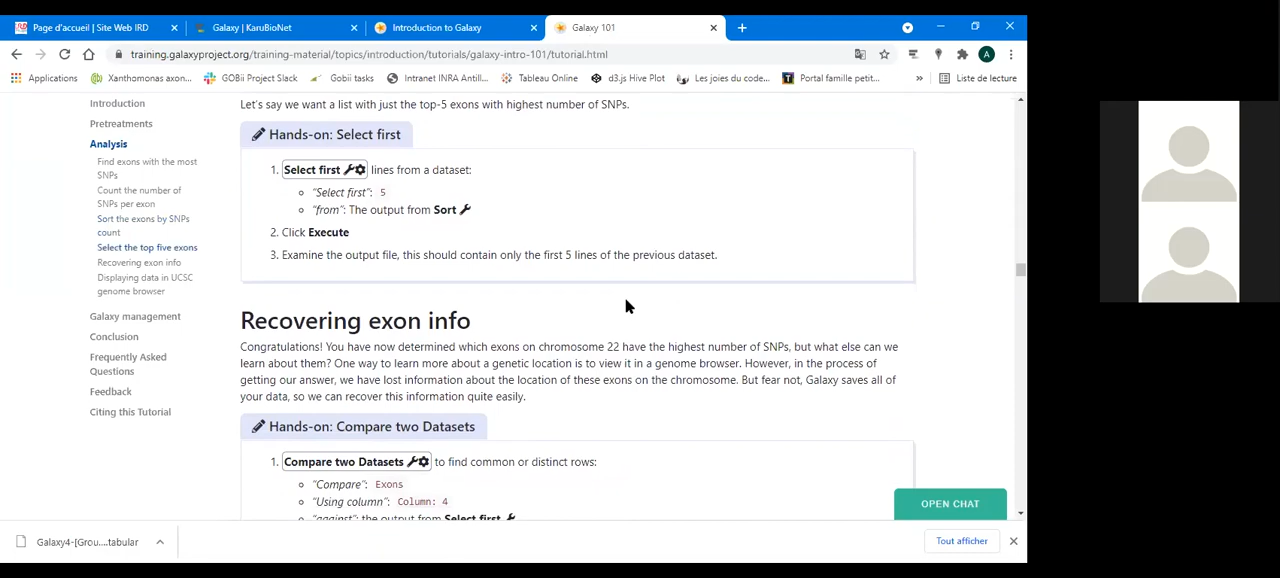 Page d'accueil | Site Web IRD
Galaxy | KaruBioNet
Introduction to Galaxy
Galaxy 101
training.galaxyproject.org/training-material/topics/introduction/tutorials/galaxy-intro-101/tutorial.html
A
Applications
Xanthomonas axon...
GOBii Project Slack
Gobii tasks
Intranet INRA Antill...
Tableau Online
d3.js Hive Plot
Les joies du code...
Portal famille petit...
»
Liste de lecture
Introduction
Pretreatments
Analysis
Find exons with the most
SNPs
Count the number of
SNPs per exon
Sort the exons by SNPs
count
Select the top five exons
Recovering exon info
Displaying data in UCSC
genome browser
Galaxy management
Conclusion
Frequently Asked
Questions
Feedback
Citing this Tutorial
Let's say we want a list with just the top-5 exons with highest number of SNPs.
Hands-on: Select first
1. Select first lines from a dataset:
"Select first": 5
"from": The output from Sort
2. Click Execute
3. Examine the output file, this should contain only the first 5 lines of the previous dataset.
Recovering exon info
Congratulations! You have now determined which exons on chromosome 22 have the highest number of SNPs, but what else can we
learn about them? One way to learn more about a genetic location is to view it in a genome browser. However, in the process of
getting our answer, we have lost information about the location of these exons on the chromosome. But fear not, Galaxy saves all of
your data, so we can recover this information quite easily.
Hands-on: Compare two Datasets
1. Compare two Datasets to find common or distinct rows:
"Compare": Exons
"Using column": Column: 4
"against": the output from Select first
OPEN CHAT
Galaxy4-[Grou....tabular
Tout afficher